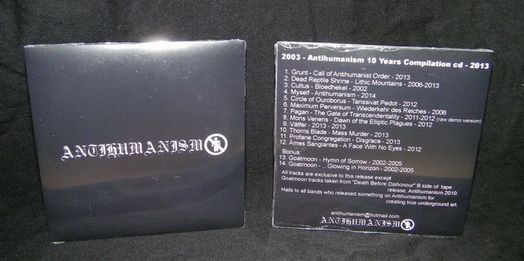 ANTIHUMANISM
2003 - Antihumanism 10 Years Compilation cd - 2013
1. Grunt - Call of Antihumanist Order - 2013
2. Dead Reptile Shrine - Lithic Mountains - 2006-2013
3. Cultus - Bloedhekel - 2002
4. Myself - Antihumanism - 2014
5. Circle of Ouroborus - Tanssivat Pedot - 2012
6. Maximum Perversum - Wiederkehr des Reiches - 2006
7. Pagan - The Gate of Transcendentality - 2011-2012 (raw demo version)
8. Mons Veneris - Dawn of the Elliptic Plagues - 2012
9. Vátfer - 2013 - 2013
10. Thorns Blade - Mass Murder - 2013
11. Profane Congregation - Disgrace - 2013
12. Âmes Sanglantes - A Face With No Eyes - 2012
Bonus:
13. Goatmoon - Hymn of Sorrow - 2002-2005
14. Goatmoon - ...Glowing in Horizon - 2002-2005
All tracks are exclusive to this release except
Goatmoon tracks taken from "Death Before Dishonour" B side of tape
release, Antihumanism 2010
Hails to all bands who released something on Antihumanism for
creating true underground art.
antihumanism@hotmail.com
ANTIHUMANISM